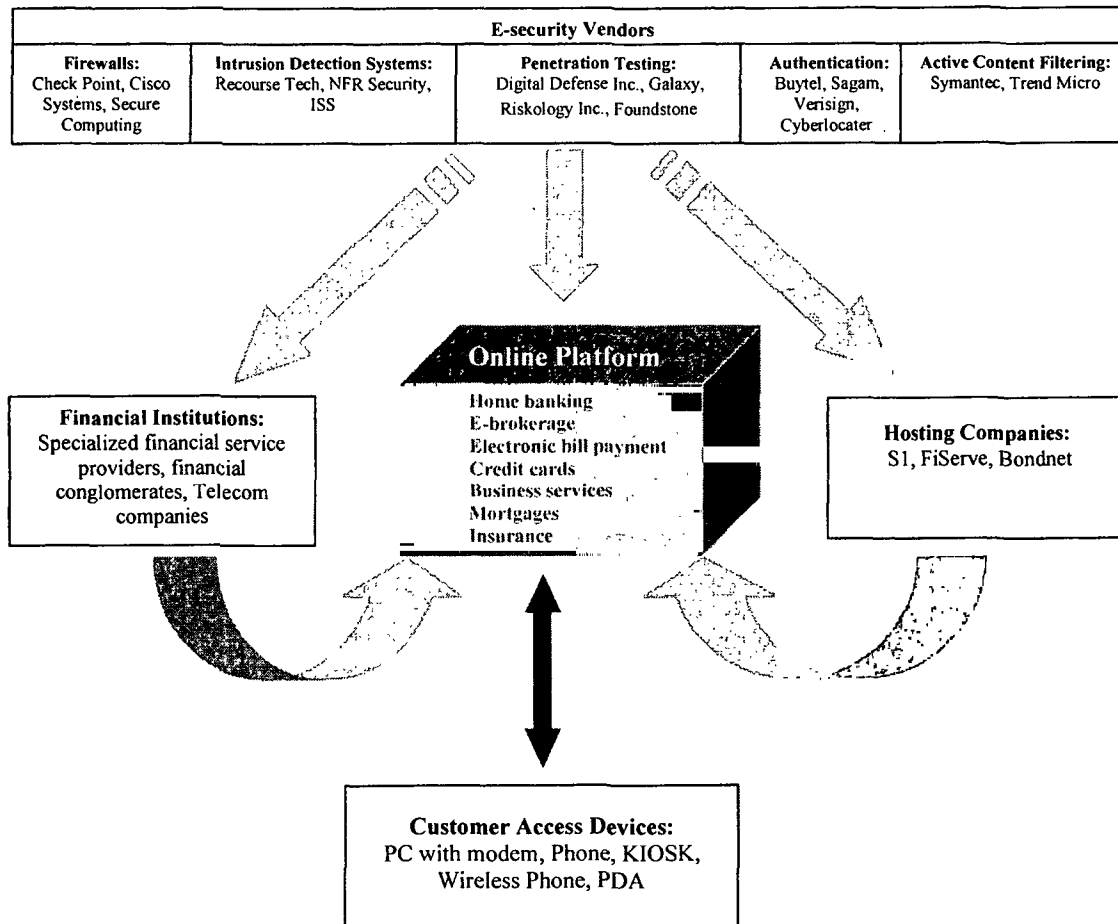 E-security Vendors
Firewalls:
Check Point, Cisco
Systems, Secure
Computing
Intrusion Detection Systems:
Recourse Tech, NFR Security,
ISS
Penetration Testing:
Digital Defense Inc., Galaxy,
Riskology Inc., Foundstone
Authentication:
Buytel, Sagam,
Verisign,
Cyberlocater
Active Content Filtering:
Symantec, Trend Micro
Online Platform
Home banking
E-brokerage
Electronic bill payment
Credit cards
Business services
Mortgages
Insurance
Financial Institutions:
Specialized financial service
providers, financial
conglomerates, Telecom
companies
Hosting Companies:
S1, FiServe, Bondnet
Customer Access Devices:
PC with modem, Phone, KIOSK,
Wireless Phone, PDA